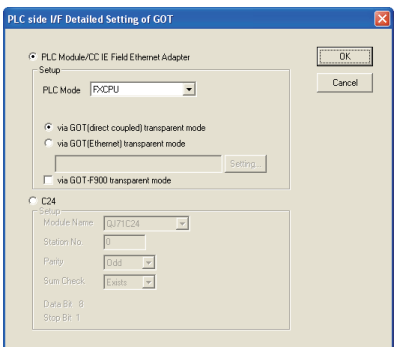 PLC side I/F Detailed Setting of GOT
PLC Module/CC IE Field Ethernet Adapter
OK
Setup
Cancel
PLC Mode FXCPU
via GOT(direct coupled) transparent mode
via GOT(Ethernet) transparent mode
Setting...
via GOT-F900 transparent mode
C24
Setup
Module Name QJ71C24
Station No 0
Parity Odd
Sum Check Exists
Data Bit 8
Stop Bit 1